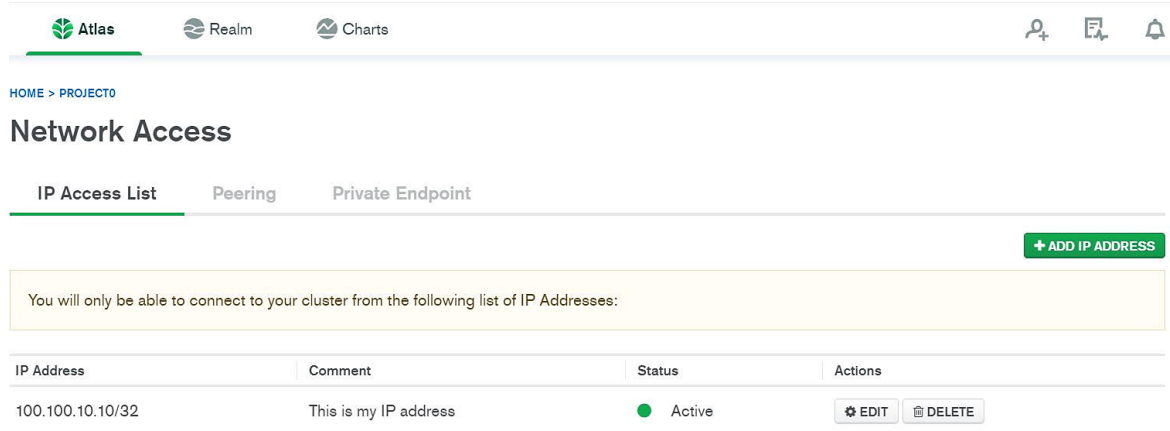 Atlas Realm Charts
HOME > PROJECT0
Network Access
IP Access List Peering Private Endpoint
+ ADD IP ADDRESS
You will only be able to connect to your cluster from the following list of IP Addresses:
IP Address Comment Status Actions
100.100.10.10/32 This is my IP address Active EDIT DELETE